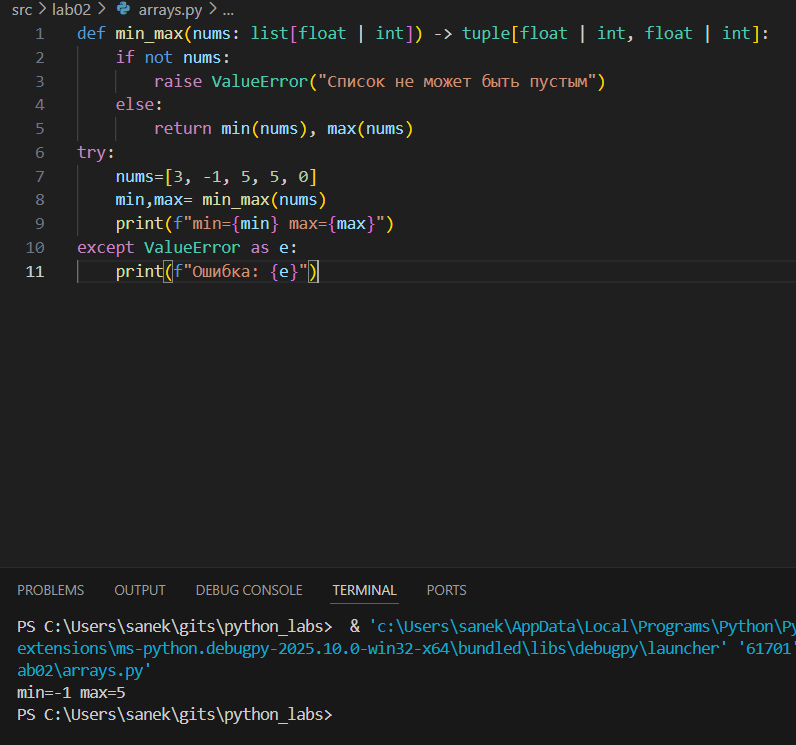 src > lab02 > arrays.py > ...
1 def min_max(nums: list[float | int]) -> tuple[float | int, float | int]:
2     if not nums:
3         raise ValueError("Список не может быть пустым")
4     else:
5         return min(nums), max(nums)
6 try:
7     nums=[3, -1, 5, 5, 0]
8     min,max= min_max(nums)
9     print(f"min={min} max={max}")
10 except ValueError as e:
11     print(f"Ошибка: {e}")
PROBLEMS OUTPUT DEBUG CONSOLE TERMINAL PORTS
PS C:\Users\sanek\gits\python_labs>  & 'c:\Users\sanek\AppData\Local\Programs\Python\Py
extensions\ms-python.debugpy-2025.10.0-win32-x64\bundled\libs\debugpy\launcher' '61701'
ab02\arrays.py'
min=-1 max=5
PS C:\Users\sanek\gits\python_labs>